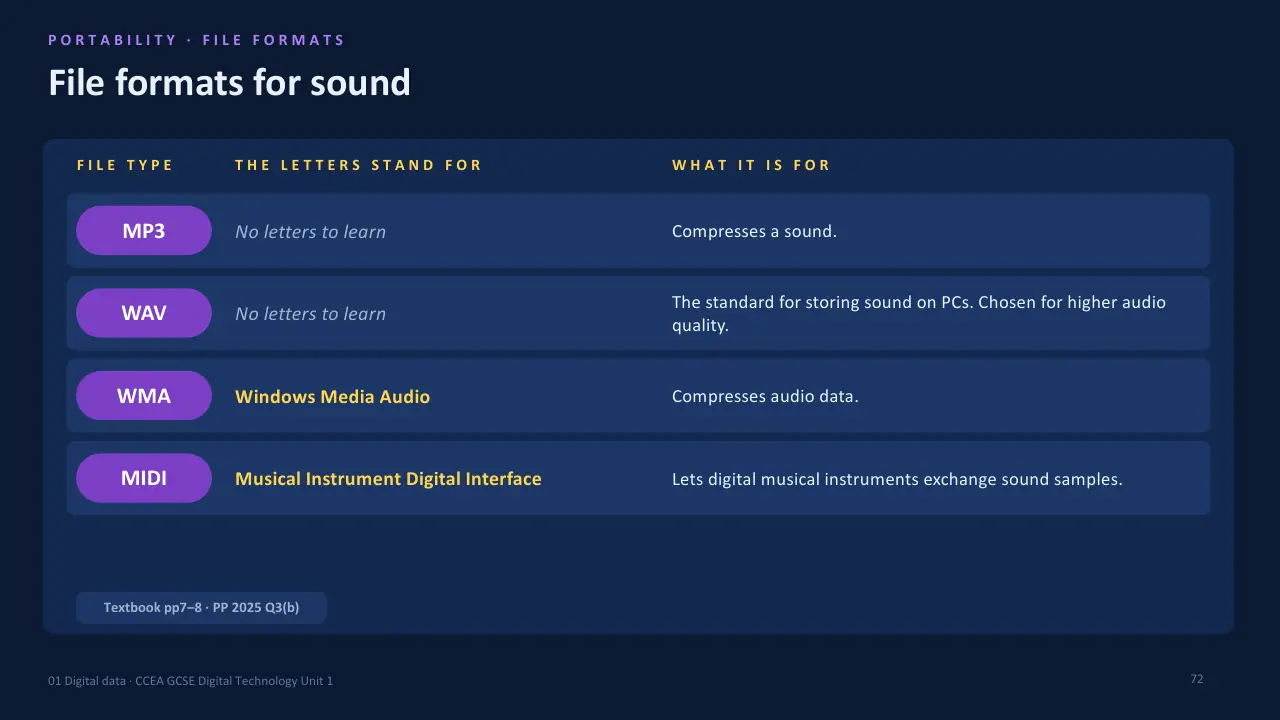 PORTABILITY · FILE FORMATS
File formats for sound
FILE TYPE THE LETTERS STAND FOR WHAT IT IS FOR
MP3 No letters to learn Compresses a sound.
WAV No letters to learn The standard for storing sound on PCs. Chosen for higher audio
quality.
WMA Windows Media Audio Compresses audio data.
MIDI Musical Instrument Digital Interface Lets digital musical instruments exchange sound samples.
Textbook pp7–8 · PP 2025 Q3(b)
01 Digital data · CCEA GCSE Digital Technology Unit 1 72